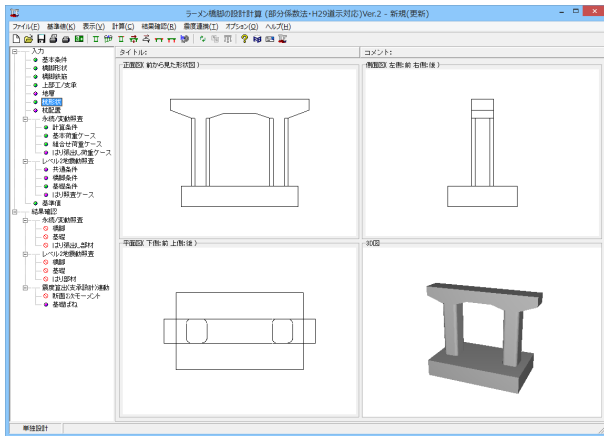 ラーメン橋脚の設計計算 (部分係数法・H29道示対応)Ver.2 - 新規(更新)
ファイル(F) 基準値(K) 表示(V) 計算(C) 結果確認(R) 震度連携(T) オプション(O) ヘルプ(H)
タイトル:
コメント:
入力
基本条件
橋脚形状
橋脚鉄筋
上部工/支承
地層
杭形状
杭配置
永続/変動照査
計算条件
基本荷重ケース
組合せ荷重ケース
はり張出し荷重ケース
レベル2地震動照査
共通条件
橋脚条件
基礎条件
はり照査ケース
基準値
結果確認
永続/変動照査
橋脚
基礎
はり張出し部材
レベル2地震動照査
橋脚
基礎
はり部材
震度算出(支承設計)連動
断面2次モーメント
基礎ばね
正面図( 前から見た形状図 )
側面図( 左側:前 右側:後 )
平面図( 下側:前 上側:後 )
3D図
単独設計